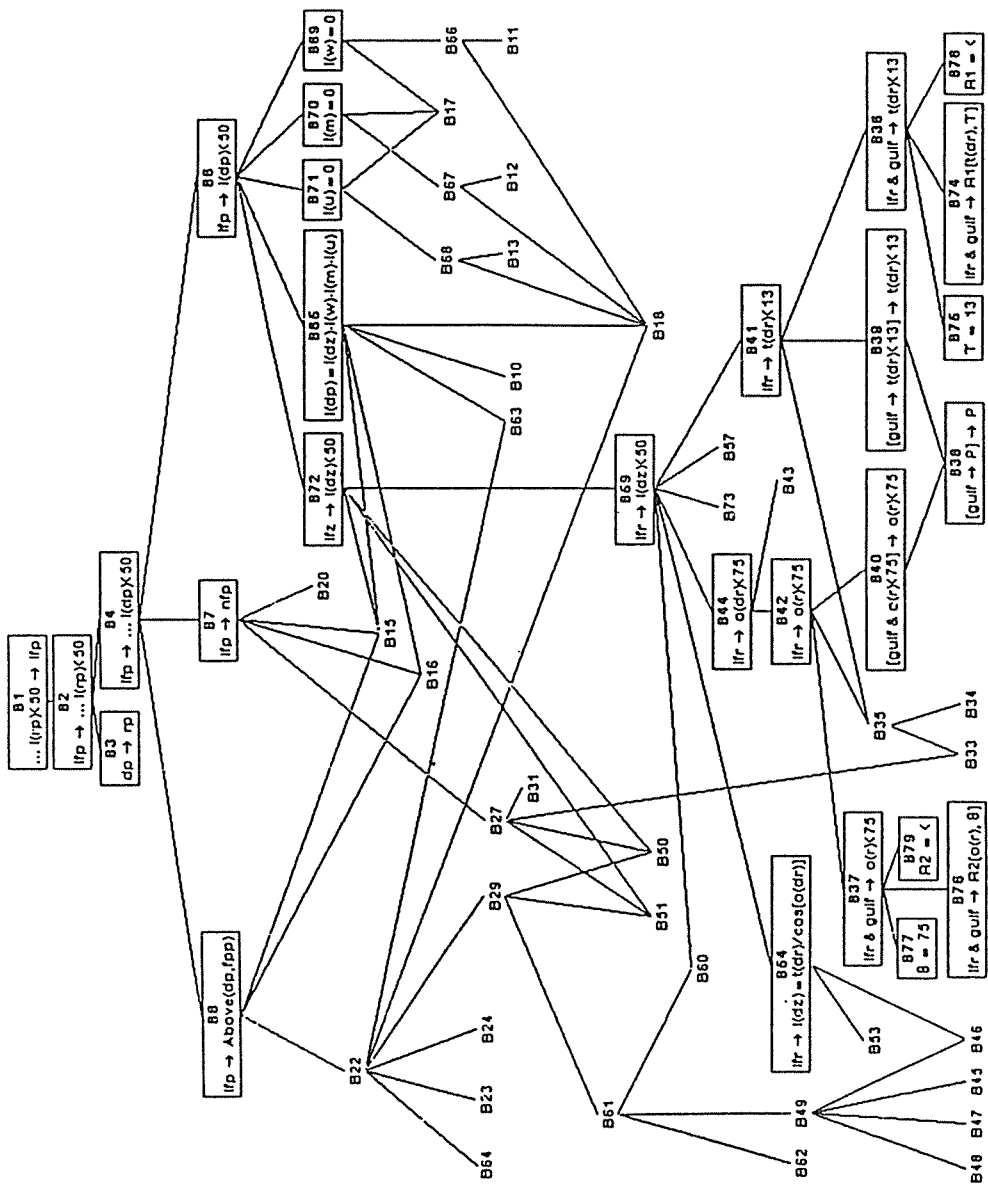 B1
... l(rp)<50 → lfp
B2
lfp → ... l(rp)<50
B3
dp → rp
B4
lfp → ... l(dp)<50
B8
lfp → Above(dp,fpp)
B7
lfp → nfp
B6
lfp → l(dp)<50
B72
lfz → l(dz)<50
B65
l(dp)=l(dz)-l(w)-l(m)-l(u)
B71
l(u)=0
B70
l(m)=0
B69
l(w)=0
B20
B15
B16
B22
B68
B67
B17
B66
B64
B23
B24
B29
B27
B31
B63
B10
B13
B12
B11
B51
B50
B18
B61
B60
B59
lfr → l(dz)<50
B62
B49
B54
lfr → l(dz)=t(dr)/cos[o(dr)]
B44
lfr → o(dr)<75
B73
B57
B41
lfr → t(dr)<13
B53
B42
lfr → o(r)<75
B43
B48
B47
B45
B46
B37
lfr & gulf → o(r)<75
B35
B40
[gulf & o(r)<75] → o(r)<75
B39
[gulf → t(dr)<13] → t(dr)<13
B36
lfr & gulf → t(dr)<13
B77
B = 75
B79
R2 = <
B33
B34
B76
lfr & gulf → R2[o(r), B]
B38
[gulf → P] → P
B75
T = 13
B74
lfr & gulf → R1[t(dr),T]
B78
R1 = <